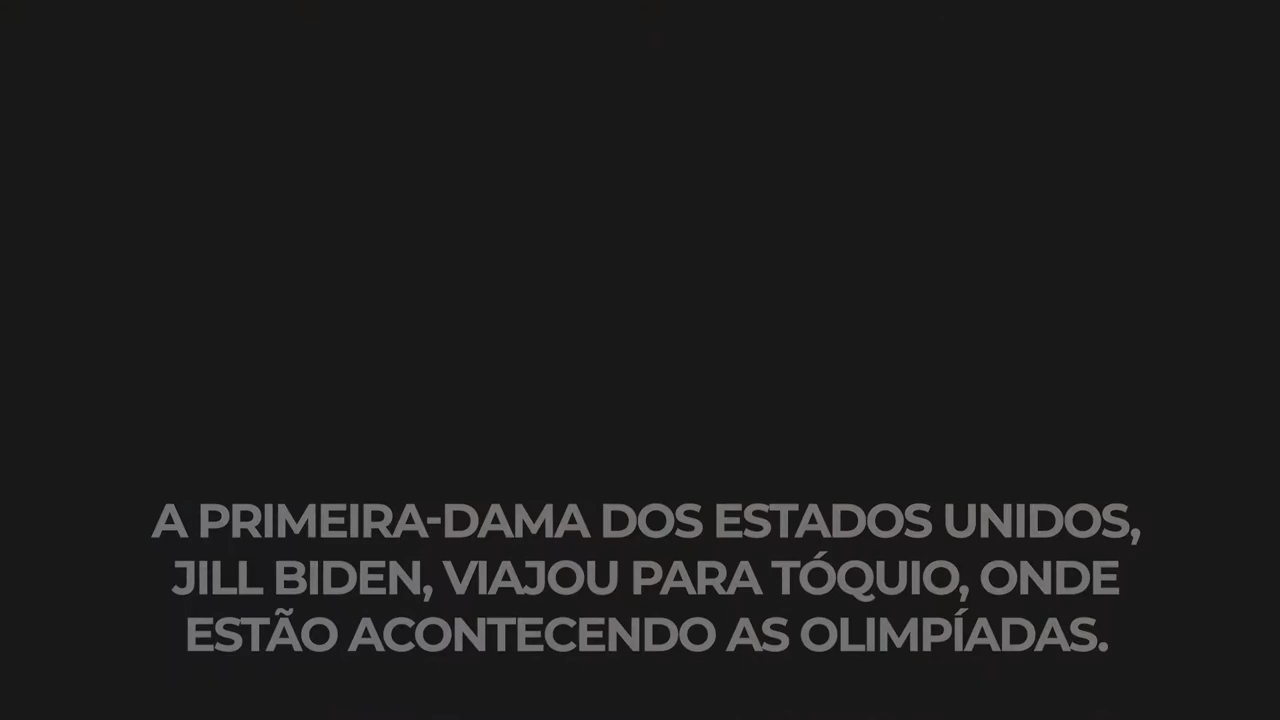 A PRIMEIRA-DAMA DOS ESTADOS UNIDOS,
JILL BIDEN, VIAJOU PARA TÓQUIO, ONDE
ESTÃO ACONTECENDO AS OLIMPÍADAS.